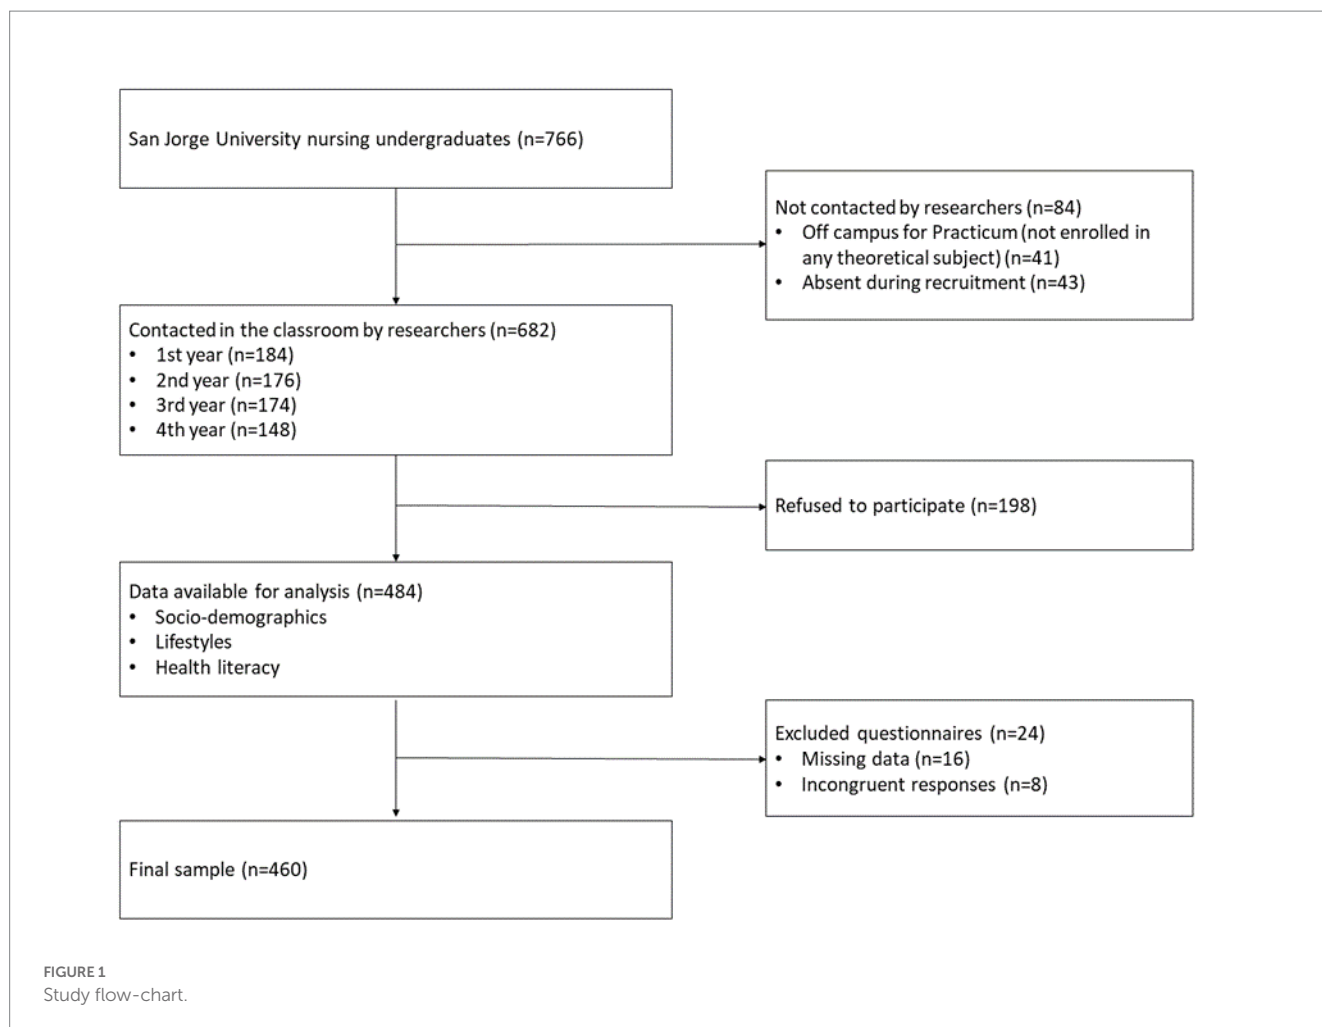 San Jorge University nursing undergraduates (n=766)
Not contacted by researchers (n=84)
• Off campus for Practicum (not enrolled in
any theoretical subject) (n=41)
• Absent during recruitment (n=43)
Contacted in the classroom by researchers (n=682)
• 1st year (n=184)
• 2nd year (n=176)
• 3rd year (n=174)
• 4th year (n=148)
Refused to participate (n=198)
Data available for analysis (n=484)
• Socio-demographics
• Lifestyles
• Health literacy
Excluded questionnaires (n=24)
• Missing data (n=16)
• Incongruent responses (n=8)
Final sample (n=460)
FIGURE 1
Study flow-chart.